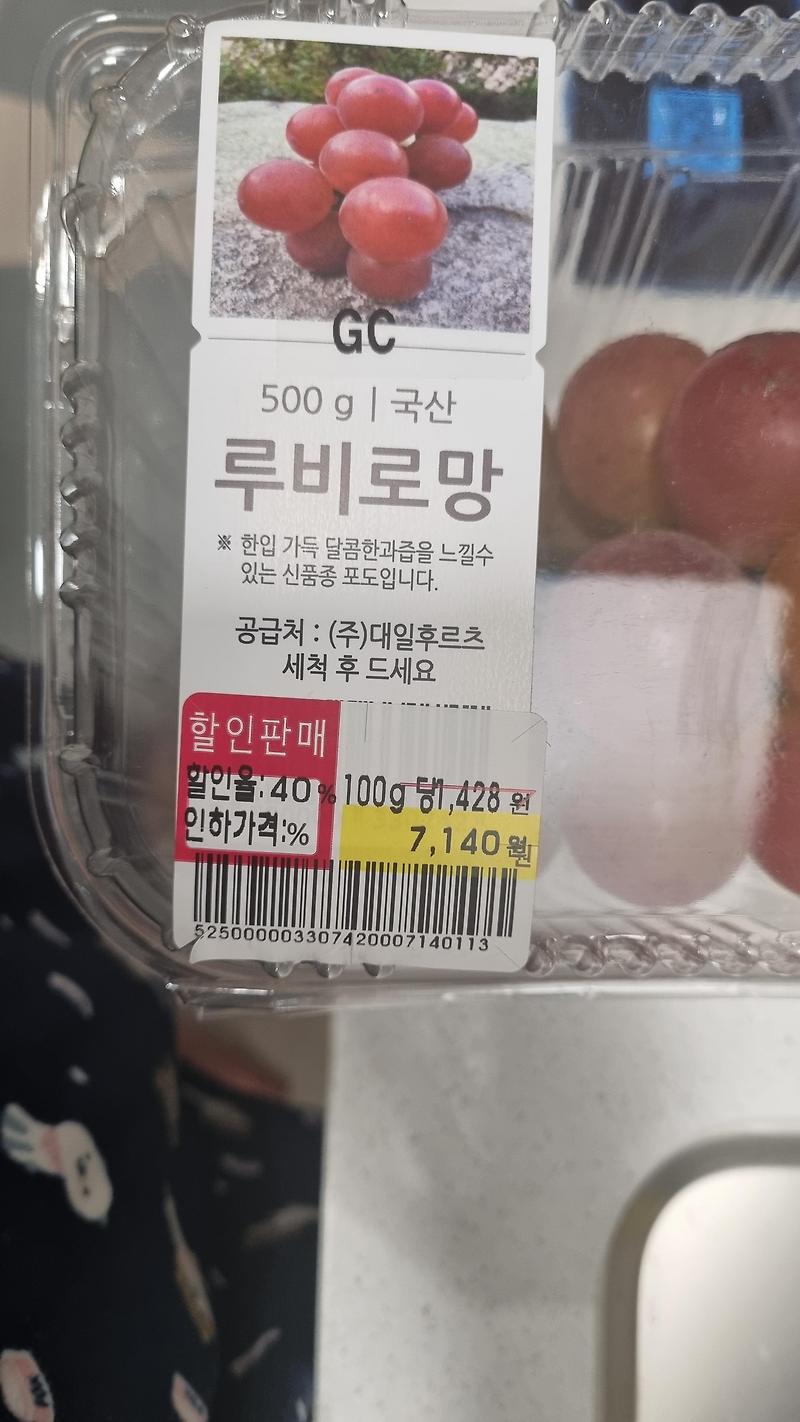 GC
500 g | 국산
루비로망
※ 한입 가득 달콤한과즙을 느낄수
있는 신품종 포도입니다.
공급처 : (주)대일후르츠
세척 후 드세요
할인판매
할인율:40% 100g 당1,428 원
인하가격:% 7,140원
525000003307420007140113